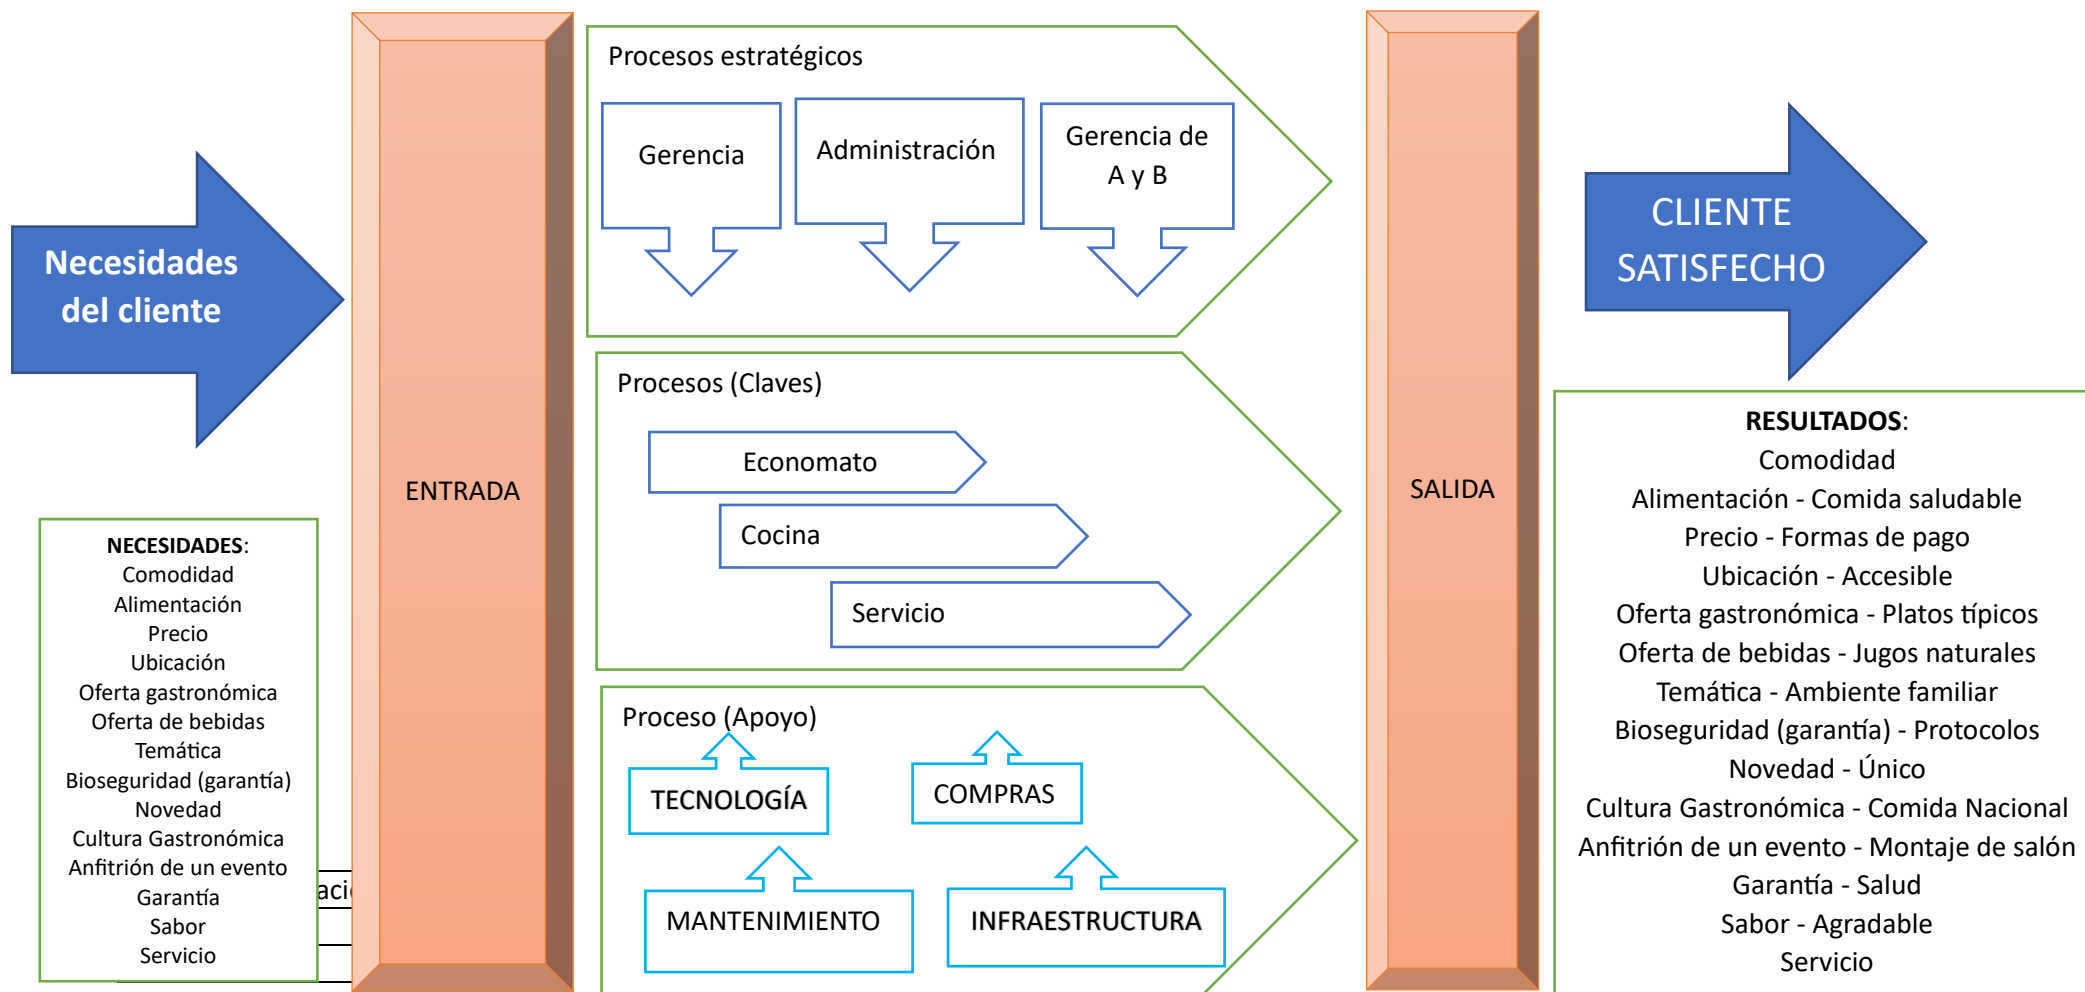 Necesidades
del cliente
NECESIDADES:
Comodidad
Alimentación
Precio
Ubicación
Oferta gastronómica
Oferta de bebidas
Temática
Bioseguridad (garantía)
Novedad
Cultura Gastronómica
Anfitrión de un evento
Garantía
Sabor
Servicio
ENTRADA
Procesos estratégicos
Gerencia
Administración
Gerencia de
A y B
Procesos (Claves)
Economato
Cocina
Servicio
Proceso (Apoyo)
TECNOLOGÍA
COMPRAS
MANTENIMIENTO
INFRAESTRUCTURA
SALIDA
CLIENTE
SATISFECHO
RESULTADOS:
Comodidad
Alimentación - Comida saludable
Precio - Formas de pago
Ubicación - Accesible
Oferta gastronómica - Platos típicos
Oferta de bebidas - Jugos naturales
Temática - Ambiente familiar
Bioseguridad (garantía) - Protocolos
Novedad - Único
Cultura Gastronómica - Comida Nacional
Anfitrión de un evento - Montaje de salón
Garantía - Salud
Sabor - Agradable
Servicio